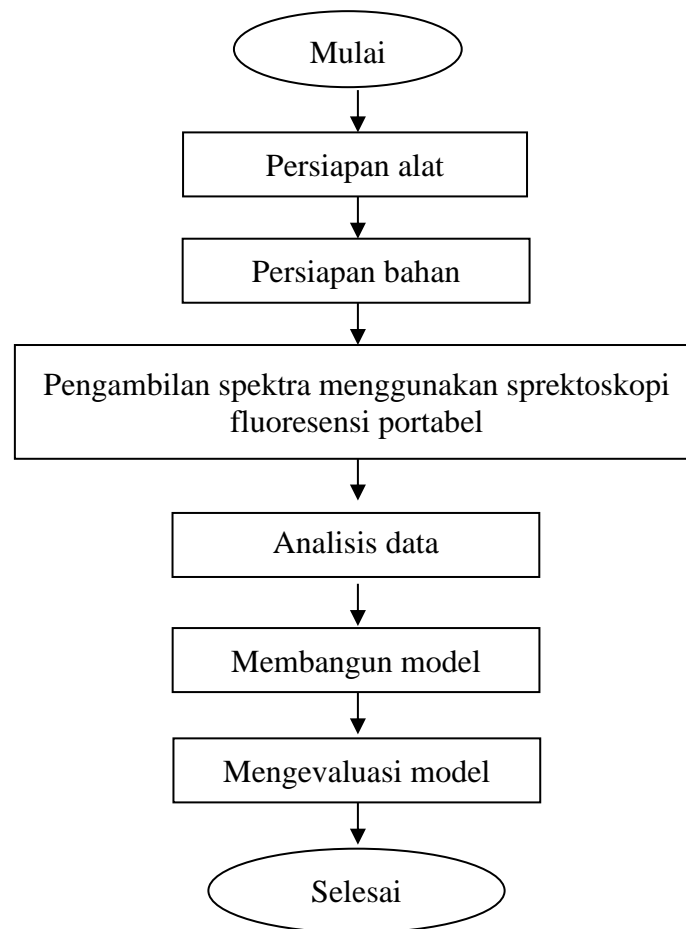 Mulai
Persiapan alat
Persiapan bahan
Pengambilan spektra menggunakan sprektoskopi
fluoresensi portabel
Analisis data
Membangun model
Mengevaluasi model
Selesai